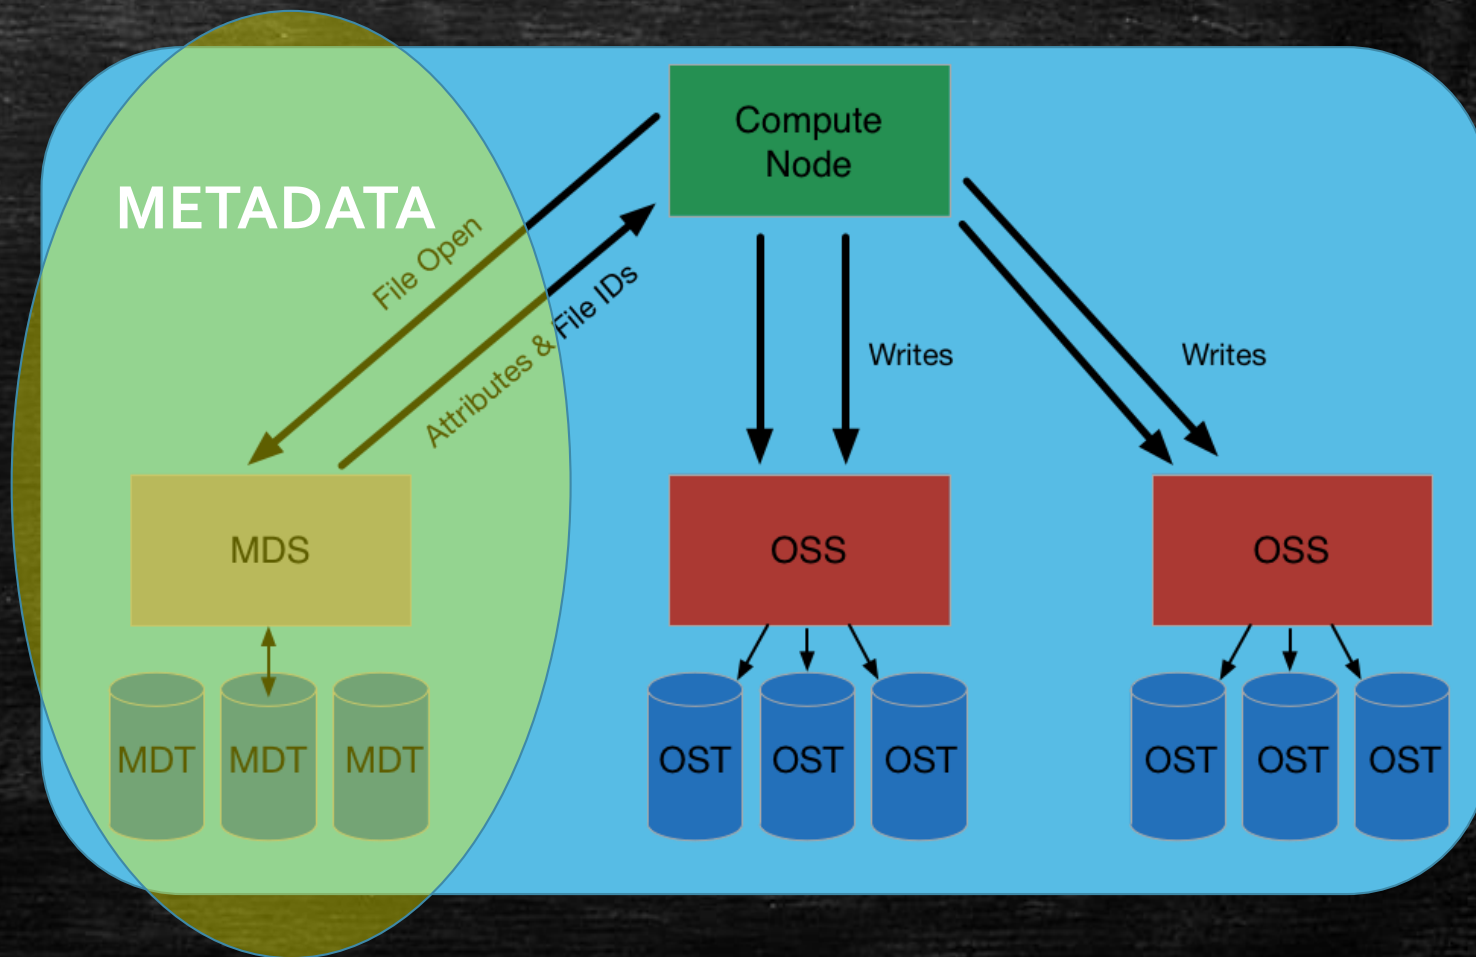 Compute
Node
METADATA
File Open
Attributes & File IDs
Writes
Writes
MDS
OSS
OSS
MDT
MDT
MDT
OST
OST
OST
OST
OST
OST